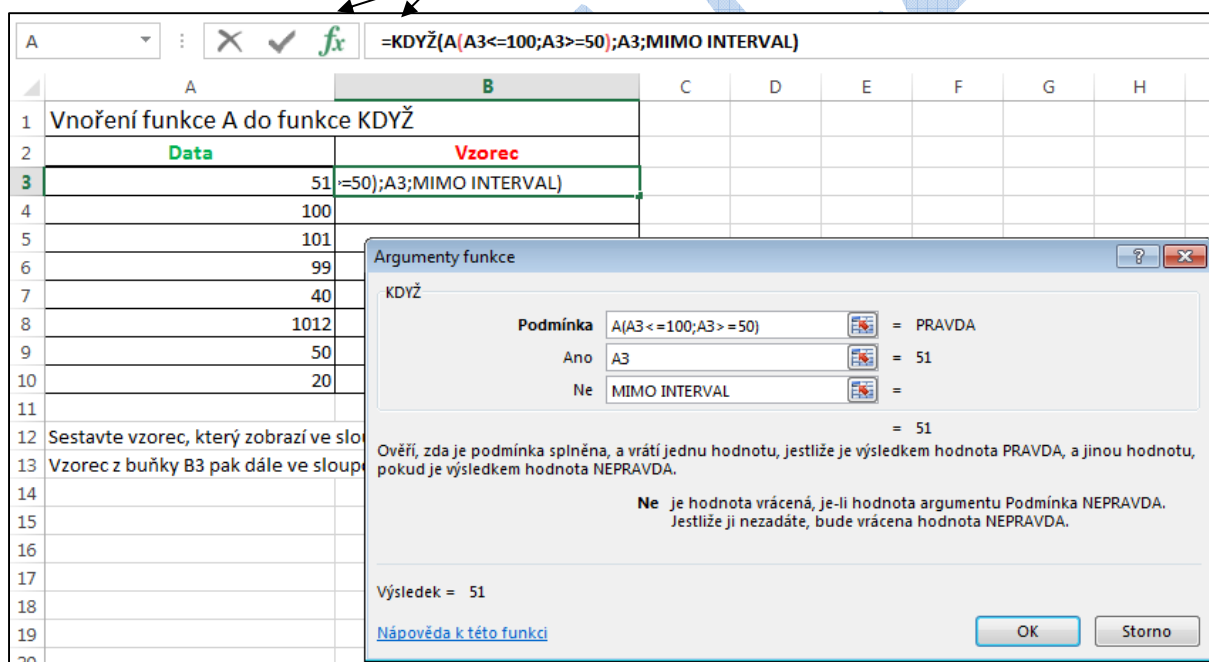 A fx =KDYŽ(A(A3<=100;A3>=50);A3;MIMO INTERVAL)
A B C D E F G H
1 Vnoření funkce A do funkce KDYŽ
2 Data Vzorec
3 51 >=50);A3;MIMO INTERVAL)
4 100
5 101
6 99
7 40
8 1012
9 50
10 20
11
12 Sestavte vzorec, který zobrazí ve slou
13 Vzorec z buňky B3 pak dále ve sloupc
14
15
16
17
18
19
20
Argumenty funkce
KDYŽ
Podmínka A(A3<=100;A3>=50) = PRAVDA
Ano A3 = 51
Ne MIMO INTERVAL =
= 51
Ověří, zda je podmínka splněna, a vrátí jednu hodnotu, jestliže je výsledkem hodnota PRAVDA, a jinou hodnotu,
pokud je výsledkem hodnota NEPRAVDA.
Ne je hodnota vrácená, je-li hodnota argumentu Podmínka NEPRAVDA.
Jestliže ji nezadáte, bude vrácena hodnota NEPRAVDA.
Výsledek = 51
Nápověda k této funkci
OK Storno